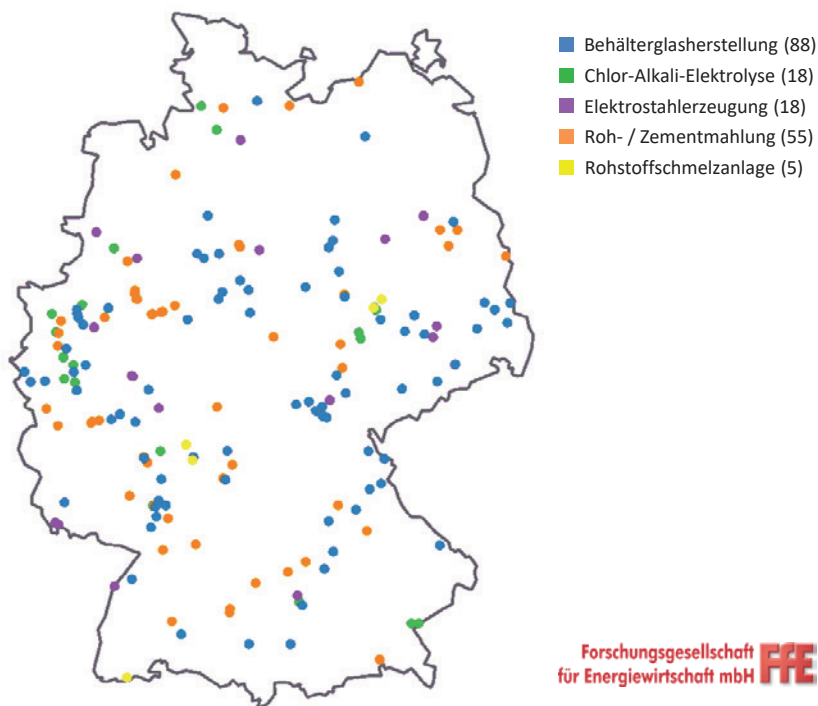 Behälterglasherstellung (88)
Chlor-Alkali-Elektrolyse (18)
Elektrostahlerzeugung (18)
Roh- / Zementmahlung (55)
Rohstoffschmelzanlage (5)
Forschungsgesellschaft
für Energiewirtschaft mbH FfE